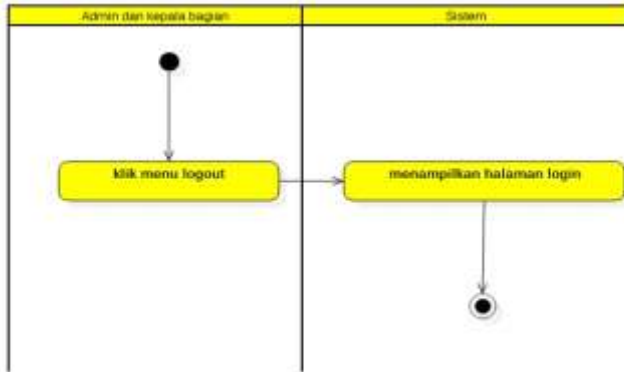 Admin dan kepala bagian
Sistem
klik menu logout
menampilkan halaman login